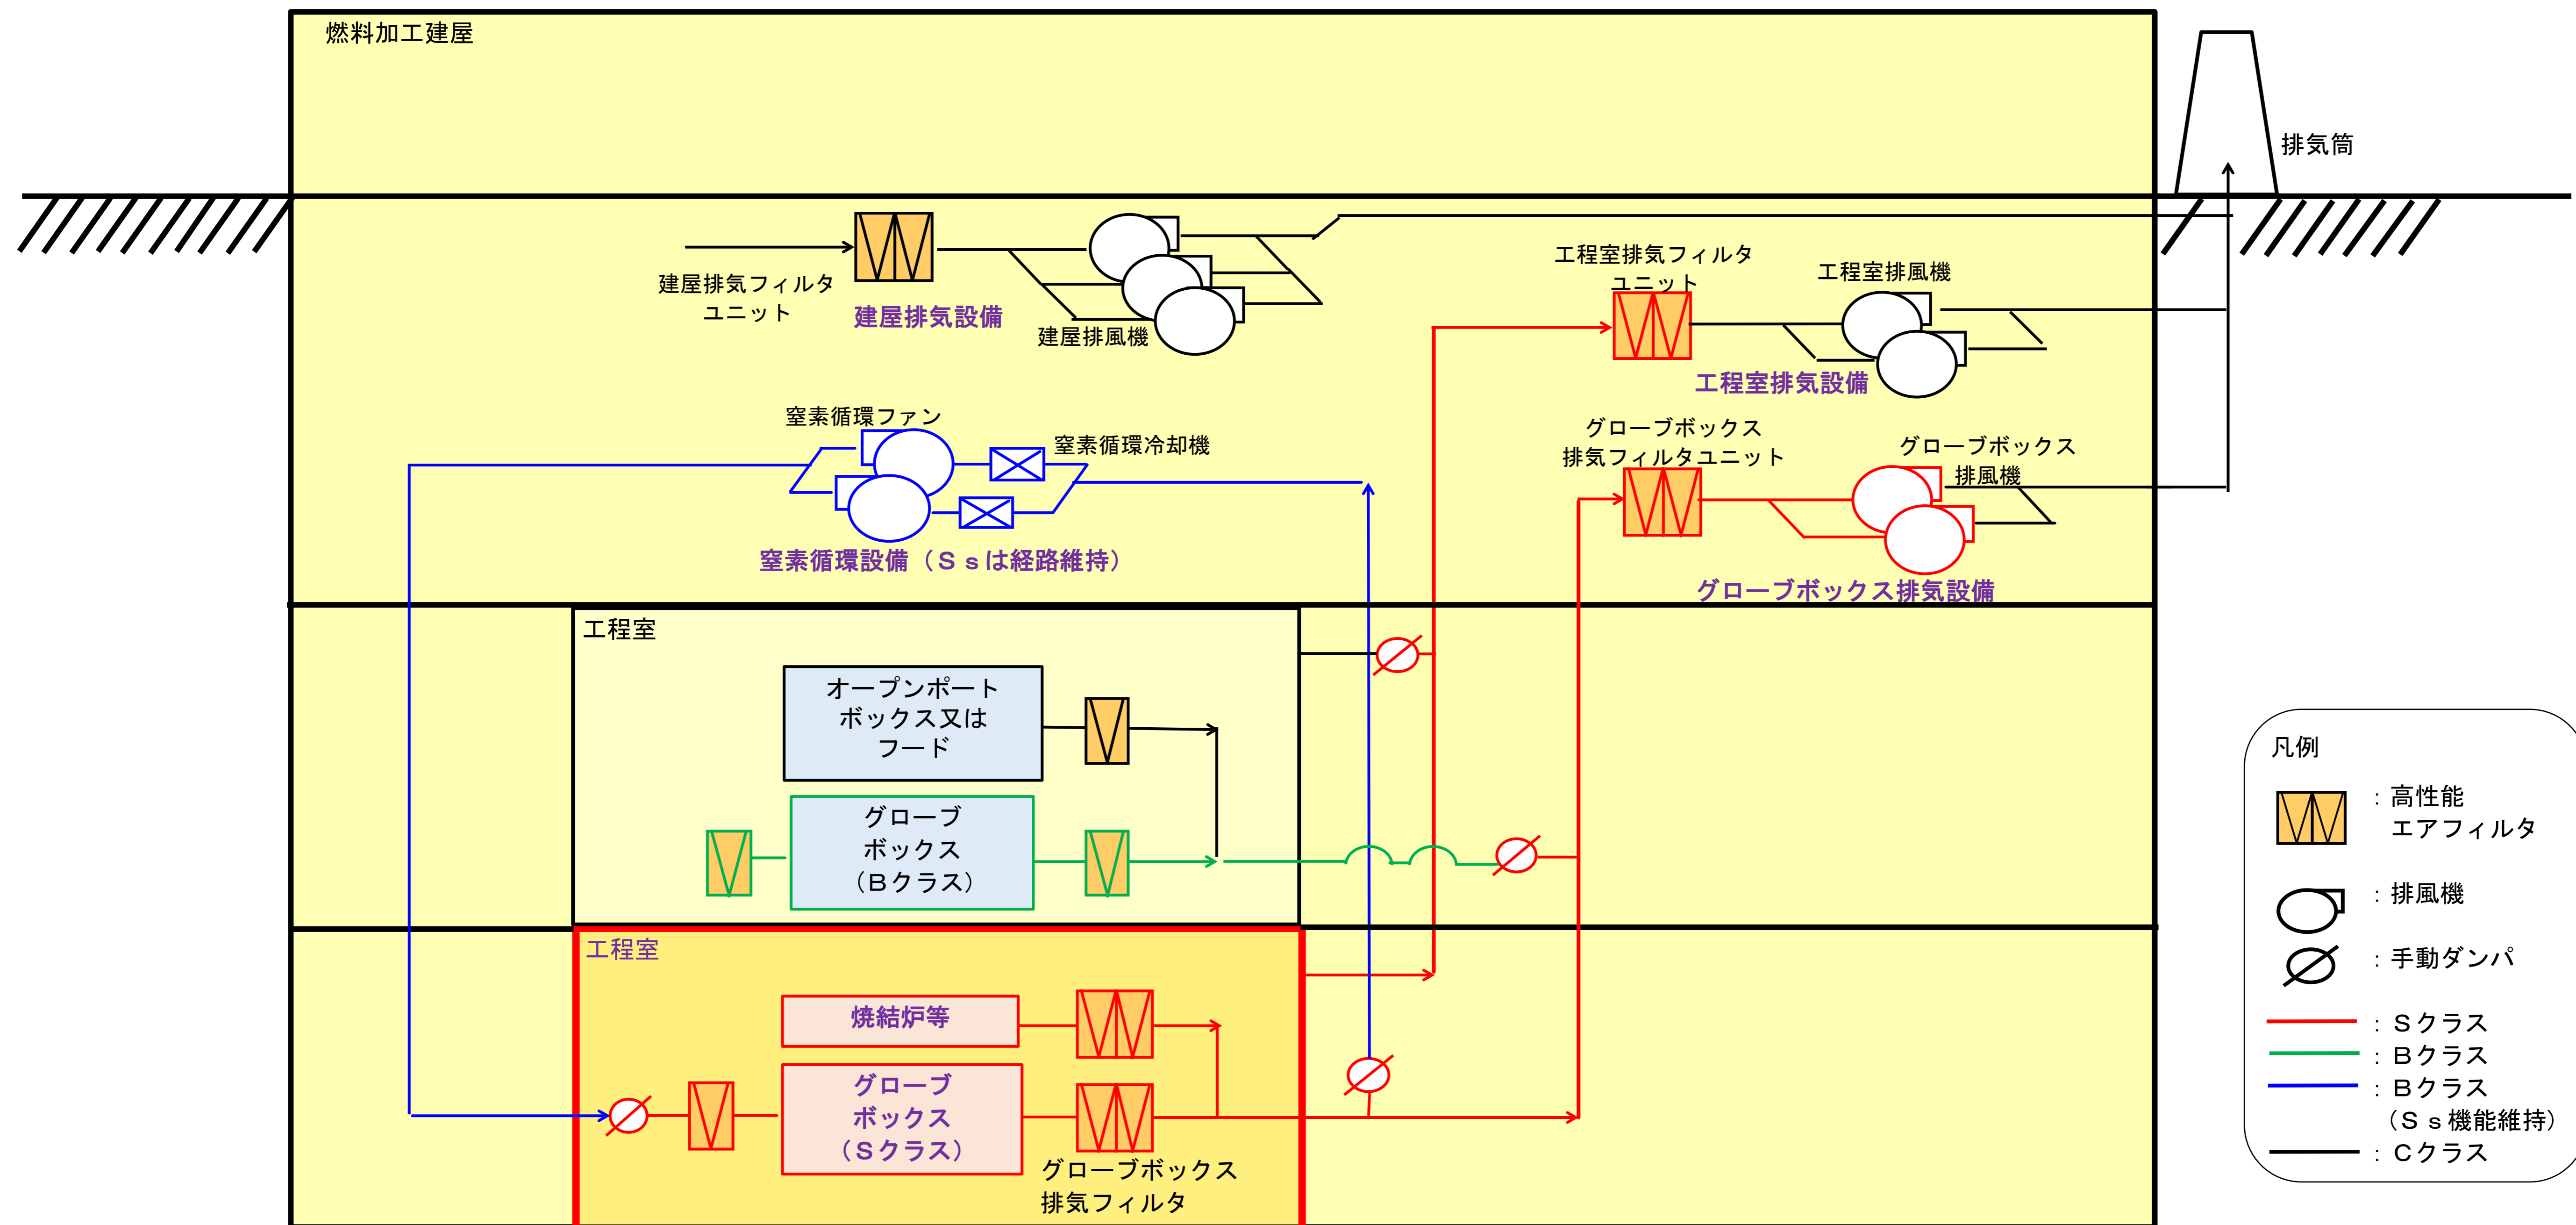 燃料加工建屋
排気筒
建屋排気フィルタ
ユニット
建屋排気設備
建屋排風機
工程室排気フィルタ
ユニット
工程室排風機
工程室排気設備
窒素循環ファン
窒素循環冷却機
窒素循環設備（Ｓｓは経路維持）
グローブボックス
排気フィルタユニット
グローブボックス
排風機
グローブボックス排気設備
工程室
オープンポート
ボックス又は
フード
グローブ
ボックス
（Ｂクラス）
工程室
焼結炉等
グローブ
ボックス
（Ｓクラス）
グローブボックス
排気フィルタ
凡例
：高性能
エアフィルタ
：排風機
：手動ダンパ
：Ｓクラス
：Ｂクラス
：Ｂクラス
（Ｓｓ機能維持）
：Ｃクラス